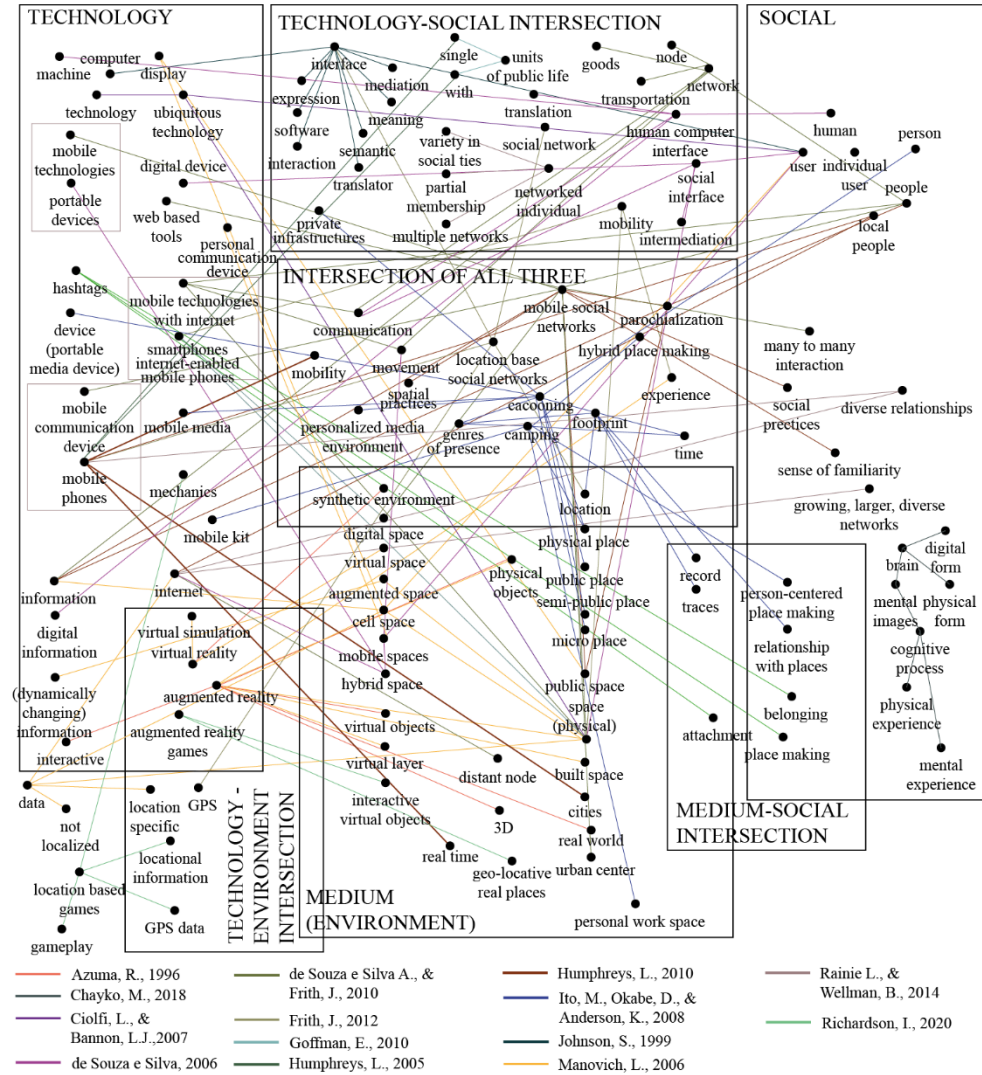 TECHNOLOGY
TECHNOLOGY-SOCIAL INTERSECTION
SOCIAL
computer
machine
display
technology
ubiquitous
technology
mobile
technologies
portable
devices
digital device
web based
tools
personal
communication
device
hashtags
mobile technologies
with internet
device
(portable
media device)
smartphones
internet-enabled
mobile phones
mobile
communication
device
mobile media
mobile
phones
mechanics
mobile kit
information
internet
digital
information
virtual simulation
virtual reality
(dynamically
changing)
information
augmented reality
interactive
augmented reality
games
data
not
localized
location
specific
GPS
location based
games
locational
information
gameplay
GPS data
TECHNOLOGY -
ENVIRONMENT
INTERSECTION
interface
single
units
of public life
goods
node
network
mediation
with
transportation
expression
meaning
translation
software
human computer
interface
interaction
semantic
variety in
social ties
social network
translator
partial
membership
networked
individual
social
interface
private
infrastructures
multiple networks
mobility
intermediation
human
person
user
individual
user
people
local
people
INTERSECTION OF ALL THREE
mobile social
networks
parochialization
communication
hybrid place making
many to many
interaction
mobility
movement
location base
social networks
spatial
practices
experience
social
prectices
diverse relationships
cacooning
personalized media
environment
genres
of presence
camping
footprint
time
sense of familiarity
synthetic environment
location
growing, larger, diverse
networks
digital space
physical place
virtual space
physical
objects
public place
augmented space
semi-public place
cell space
micro place
mobile spaces
hybrid space
public space
space
(physical)
virtual objects
virtual layer
distant node
built space
interactive
virtual objects
cities
3D
real world
real time
geo-locative
real places
urban center
personal work space
MEDIUM
(ENVIRONMENT)
record
traces
person-centered
place making
relationship
with places
belonging
attachment
place making
MEDIUM-SOCIAL
INTERSECTION
digital
form
brain
mental
images
physical
form
cognitive
process
physical
experience
mental
experience
Azuma, R., 1996
Chayko, M., 2018
Ciolfi, L., &
Bannon, L.J.,2007
de Souza e Silva, 2006
de Souza e Silva A., &
Frith, J., 2010
Frith, J., 2012
Goffman, E., 2010
Humphreys, L., 2005
Humphreys, L., 2010
Ito, M., Okabe, D., &
Anderson, K., 2008
Johnson, S., 1999
Manovich, L., 2006
Rainie L., &
Wellman, B., 2014
Richardson, I., 2020